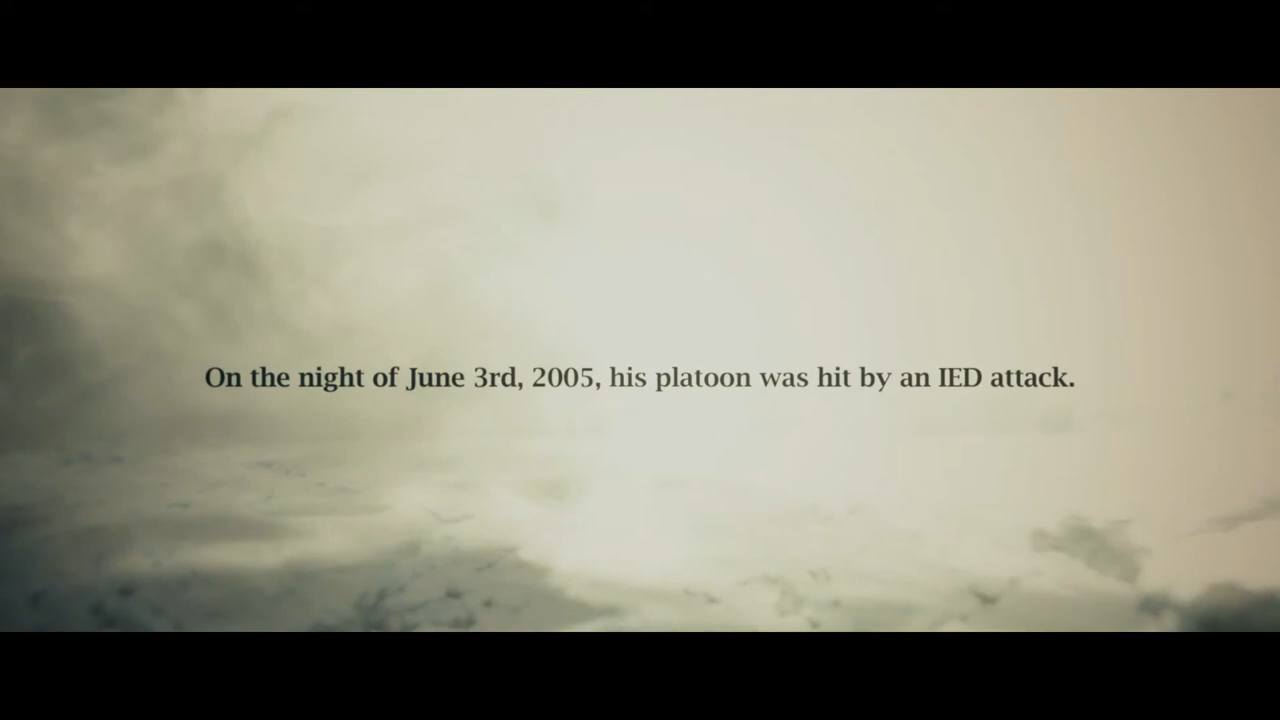 On the night of June 3rd, 2005, his platoon was hit by an IED attack.